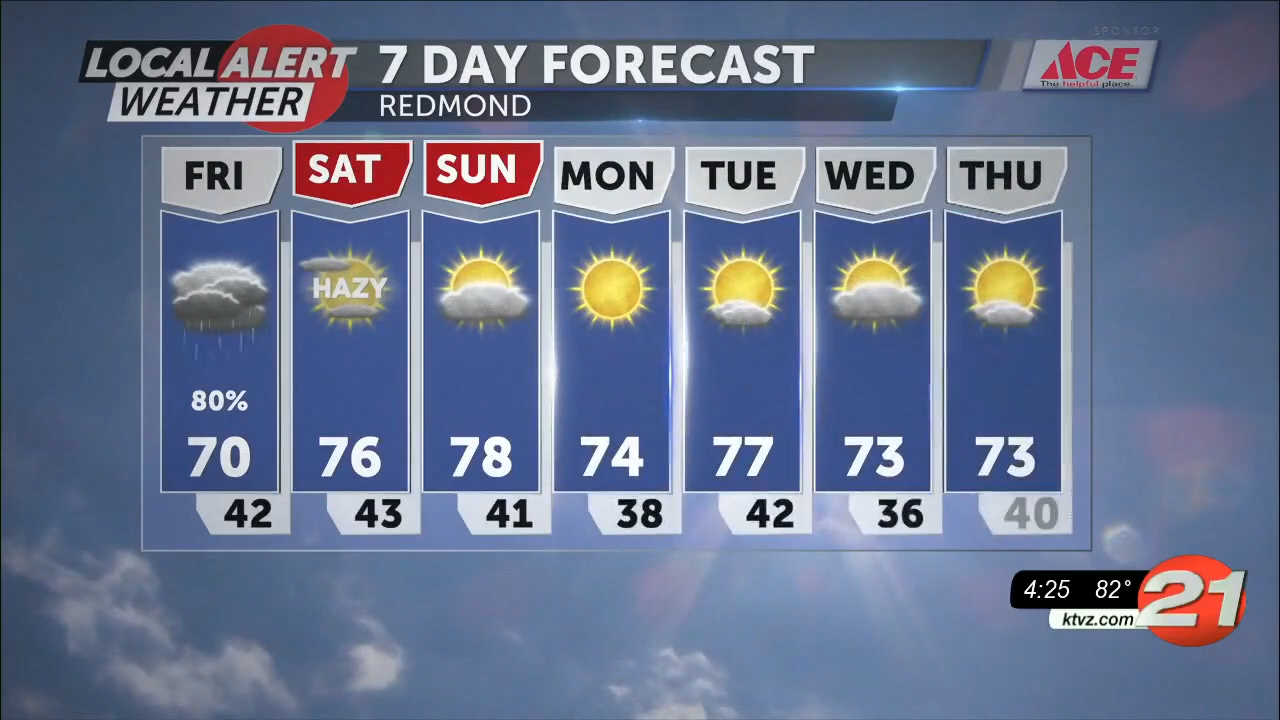 SPONSOR
LOCAL ALERT
WEATHER
7 DAY FORECAST
REDMOND
ACE
The helpful place.
FRI SAT SUN MON TUE WED THU
HAZY
80%
70 76 78 74 77 73 73
42 43 41 38 42 36 40
4:25 82°
21
ktvz.com